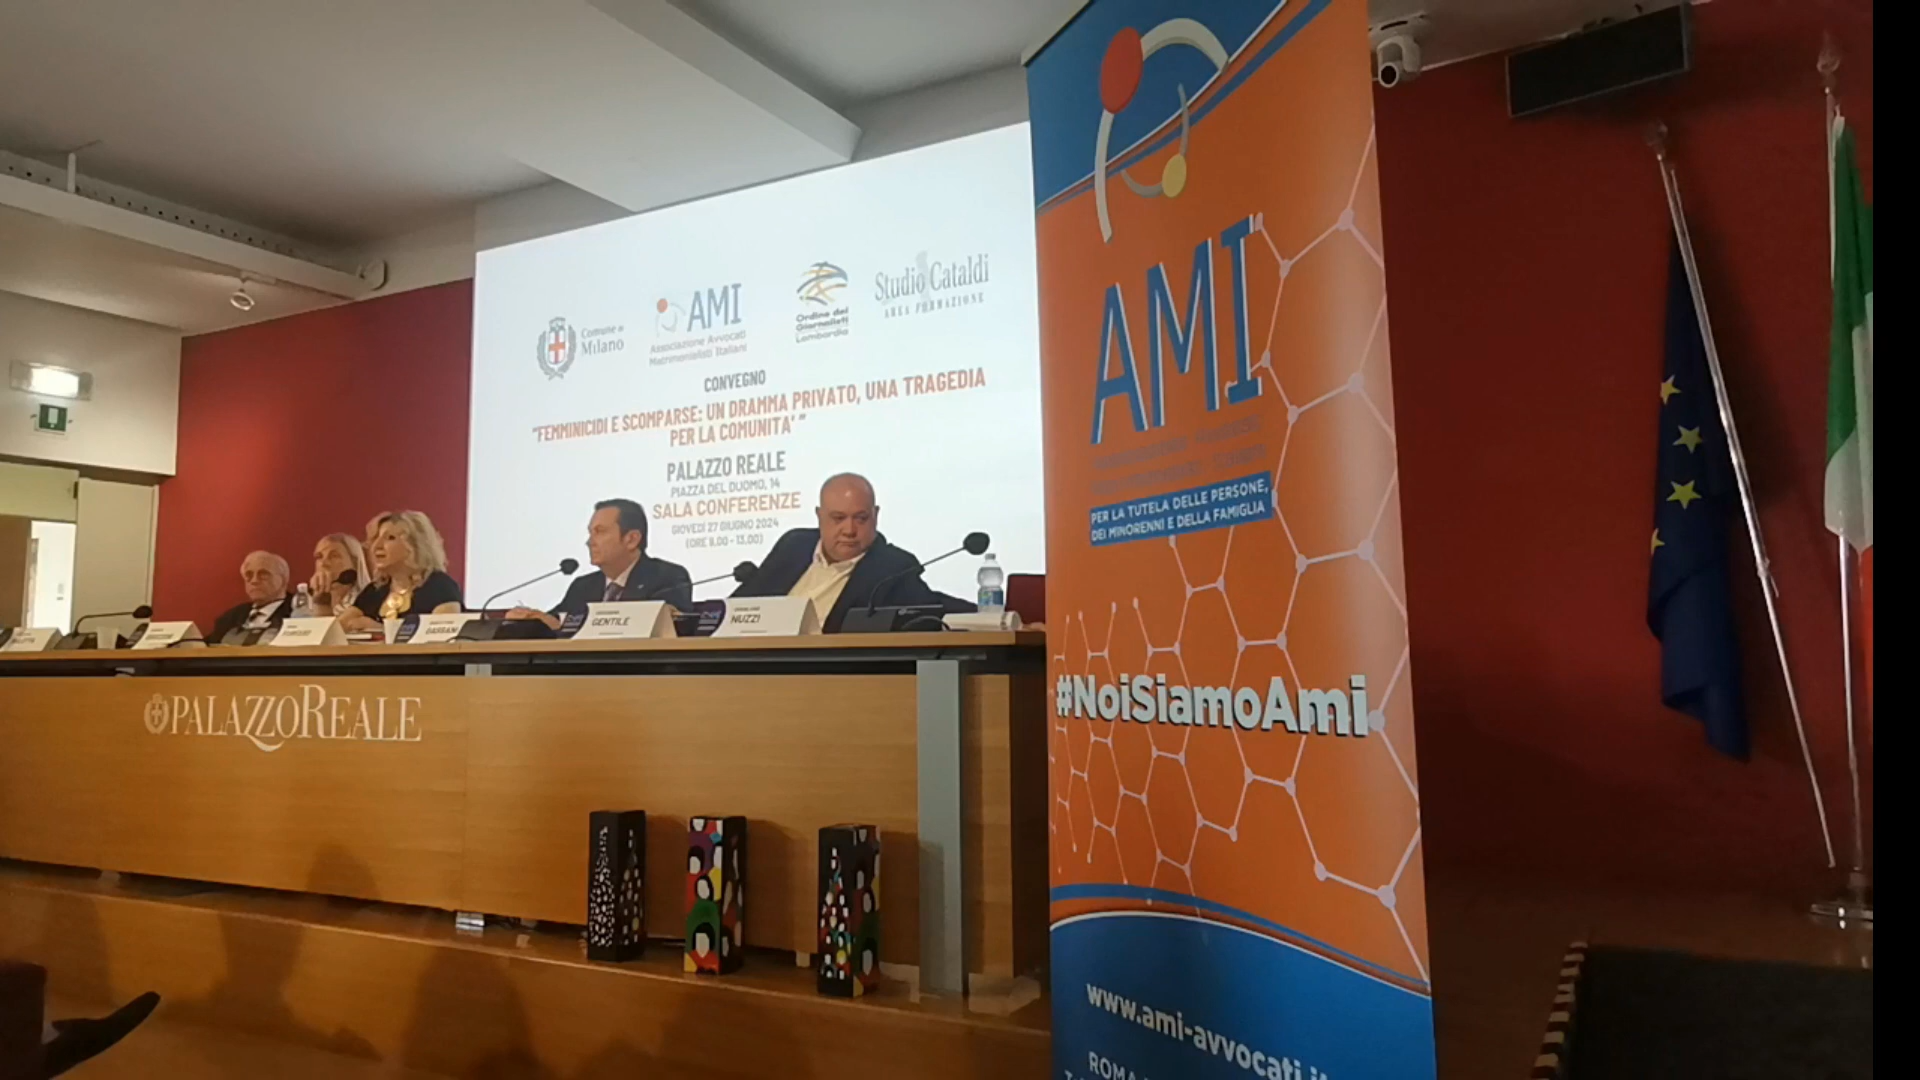 Comune di
Milano
AMI
Associazione Avvocati
Matrimonialisti Italiani
Ordine dei
Giornalisti
Lombardia
Studio Cataldi
AREA FORMAZIONE
CONVEGNO
"FEMMINICIDI E SCOMPARSE: UN DRAMMA PRIVATO, UNA TRAGEDIA
PER LA COMUNITA' "
PALAZZO REALE
PIAZZA DEL DUOMO, 14
SALA CONFERENZE
GIOVEDÌ 27 GIUGNO 2024
(ORE 9.00 - 13.00)
GENTILE
NUZZI
PALAZZOREALE
AMI
PER LA TUTELA DELLE PERSONE,
DEI MINORENNI E DELLA FAMIGLIA
#NoiSiamoAmi
www.ami-avvocati.it
ROMA